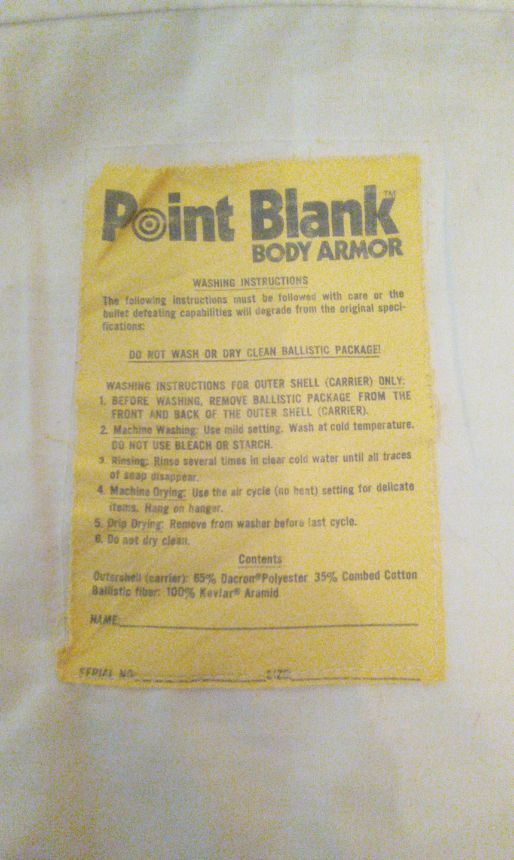 Point Blank™
BODY ARMOR
WASHING INSTRUCTIONS
The following instructions must be followed with care or the
bullet defeating capabilities will degrade from the original speci-
fications:
DO NOT WASH OR DRY CLEAN BALLISTIC PACKAGE!
WASHING INSTRUCTIONS FOR OUTER SHELL (CARRIER) ONLY:
1. BEFORE WASHING, REMOVE BALLISTIC PACKAGE FROM THE
FRONT AND BACK OF THE OUTER SHELL (CARRIER).
2. Machine Washing: Use mild setting. Wash at cold temperature.
DO NOT USE BLEACH OR STARCH.
3. Rinsing: Rinse several times in clear cold water until all traces
of soap disappear.
4. Machine Drying: Use the air cycle (no heat) setting for delicate
items. Hang on hanger.
5. Drip Drying: Remove from washer before last cycle.
6. Do not dry clean.
Contents
Outershell (carrier): 65% Dacron® Polyester 35% Combed Cotton
Ballistic fiber: 100% Kevlar® Aramid
NAME:
SERIAL NO. SIZE: